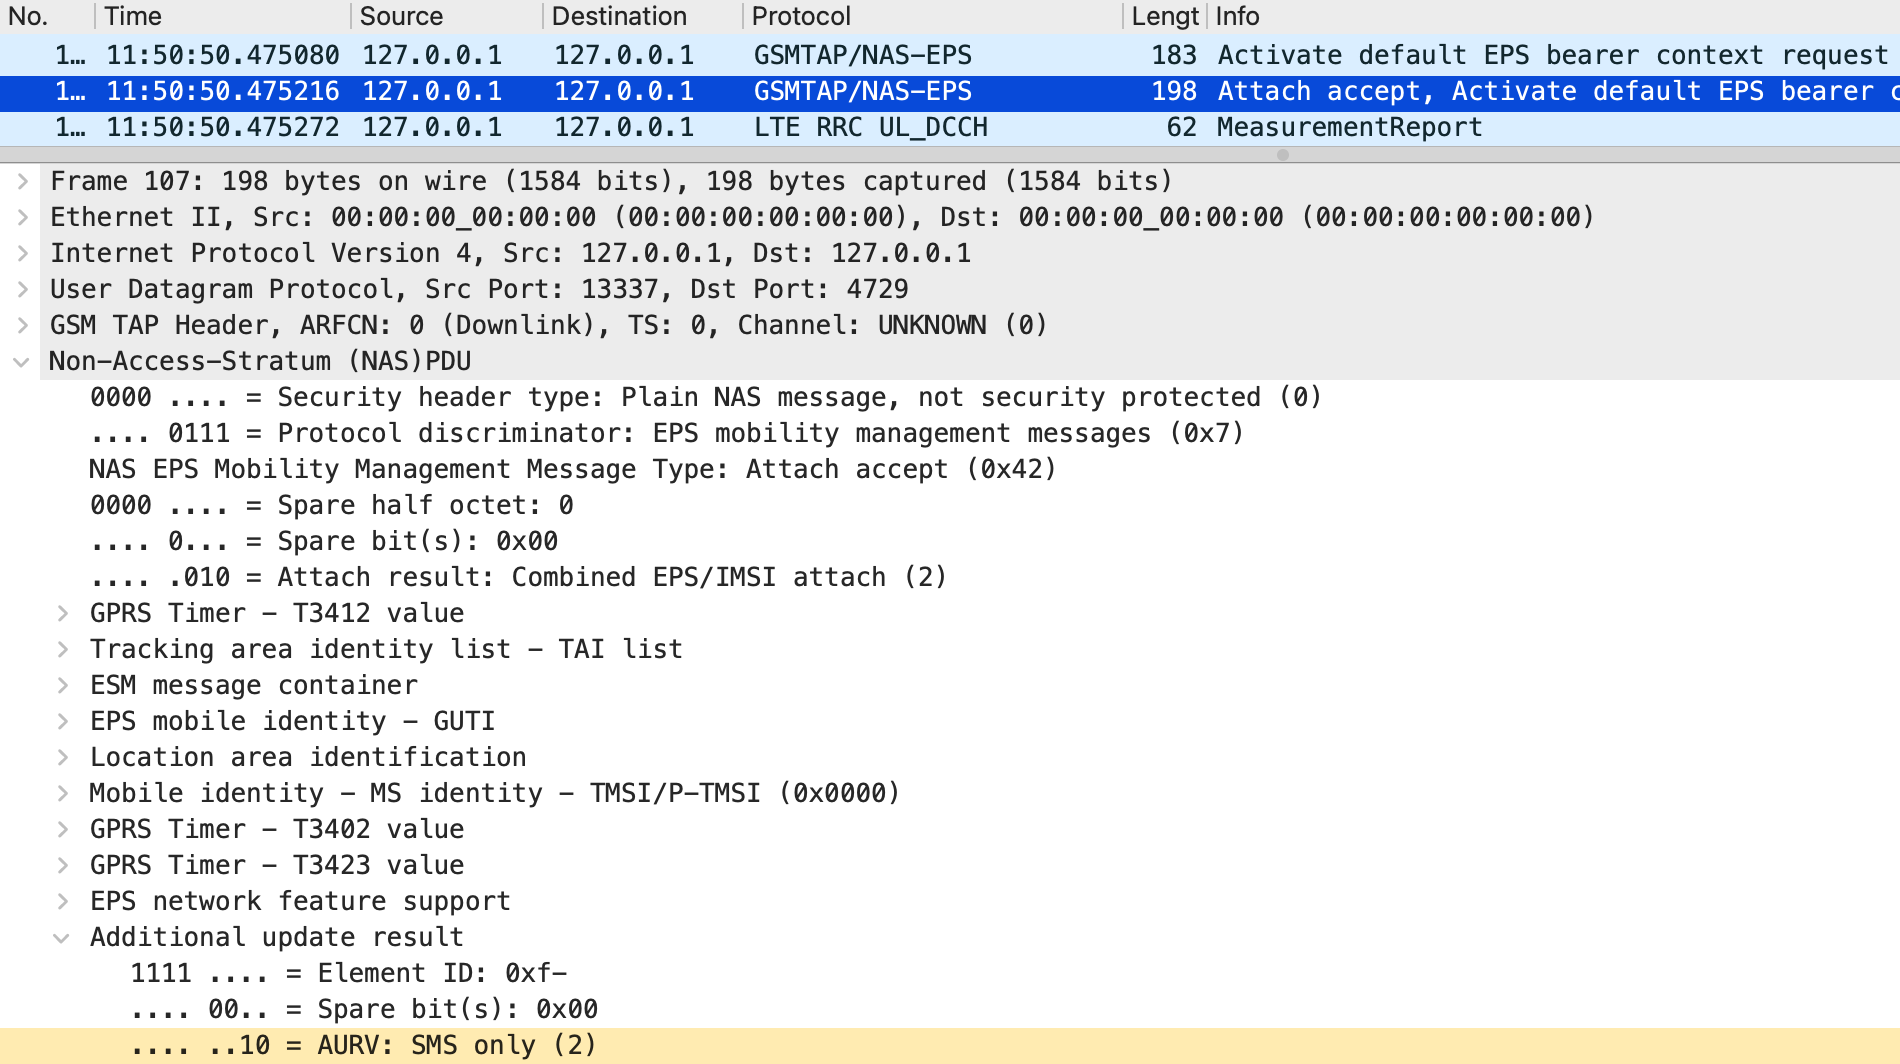 No. Time Source Destination Protocol Lengt Info
1… 11:50:50.475080 127.0.0.1 127.0.0.1 GSMTAP/NAS-EPS 183 Activate default EPS bearer context request
1… 11:50:50.475216 127.0.0.1 127.0.0.1 GSMTAP/NAS-EPS 198 Attach accept, Activate default EPS bearer c
1… 11:50:50.475272 127.0.0.1 127.0.0.1 LTE RRC UL_DCCH 62 MeasurementReport
Frame 107: 198 bytes on wire (1584 bits), 198 bytes captured (1584 bits)
Ethernet II, Src: 00:00:00_00:00:00 (00:00:00:00:00:00), Dst: 00:00:00_00:00:00 (00:00:00:00:00:00)
Internet Protocol Version 4, Src: 127.0.0.1, Dst: 127.0.0.1
User Datagram Protocol, Src Port: 13337, Dst Port: 4729
GSM TAP Header, ARFCN: 0 (Downlink), TS: 0, Channel: UNKNOWN (0)
Non-Access-Stratum (NAS)PDU
0000 .... = Security header type: Plain NAS message, not security protected (0)
.... 0111 = Protocol discriminator: EPS mobility management messages (0x7)
NAS EPS Mobility Management Message Type: Attach accept (0x42)
0000 .... = Spare half octet: 0
.... 0... = Spare bit(s): 0x00
.... .010 = Attach result: Combined EPS/IMSI attach (2)
GPRS Timer - T3412 value
Tracking area identity list - TAI list
ESM message container
EPS mobile identity - GUTI
Location area identification
Mobile identity - MS identity - TMSI/P-TMSI (0x0000)
GPRS Timer - T3402 value
GPRS Timer - T3423 value
EPS network feature support
Additional update result
1111 .... = Element ID: 0xf-
.... 00.. = Spare bit(s): 0x00
.... ..10 = AURV: SMS only (2)